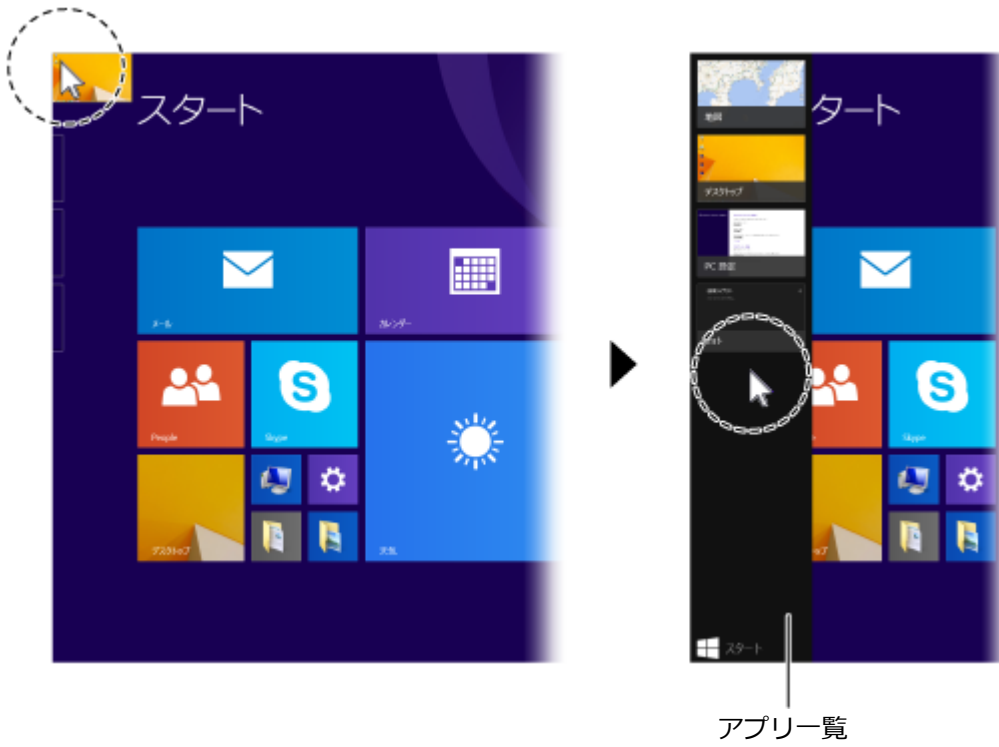 スタート
メール
カレンダー
People
Skype
デスクトップ
天気
タート
地図
デスクトップ
PC 設定
Skype
スタート
アプリ一覧